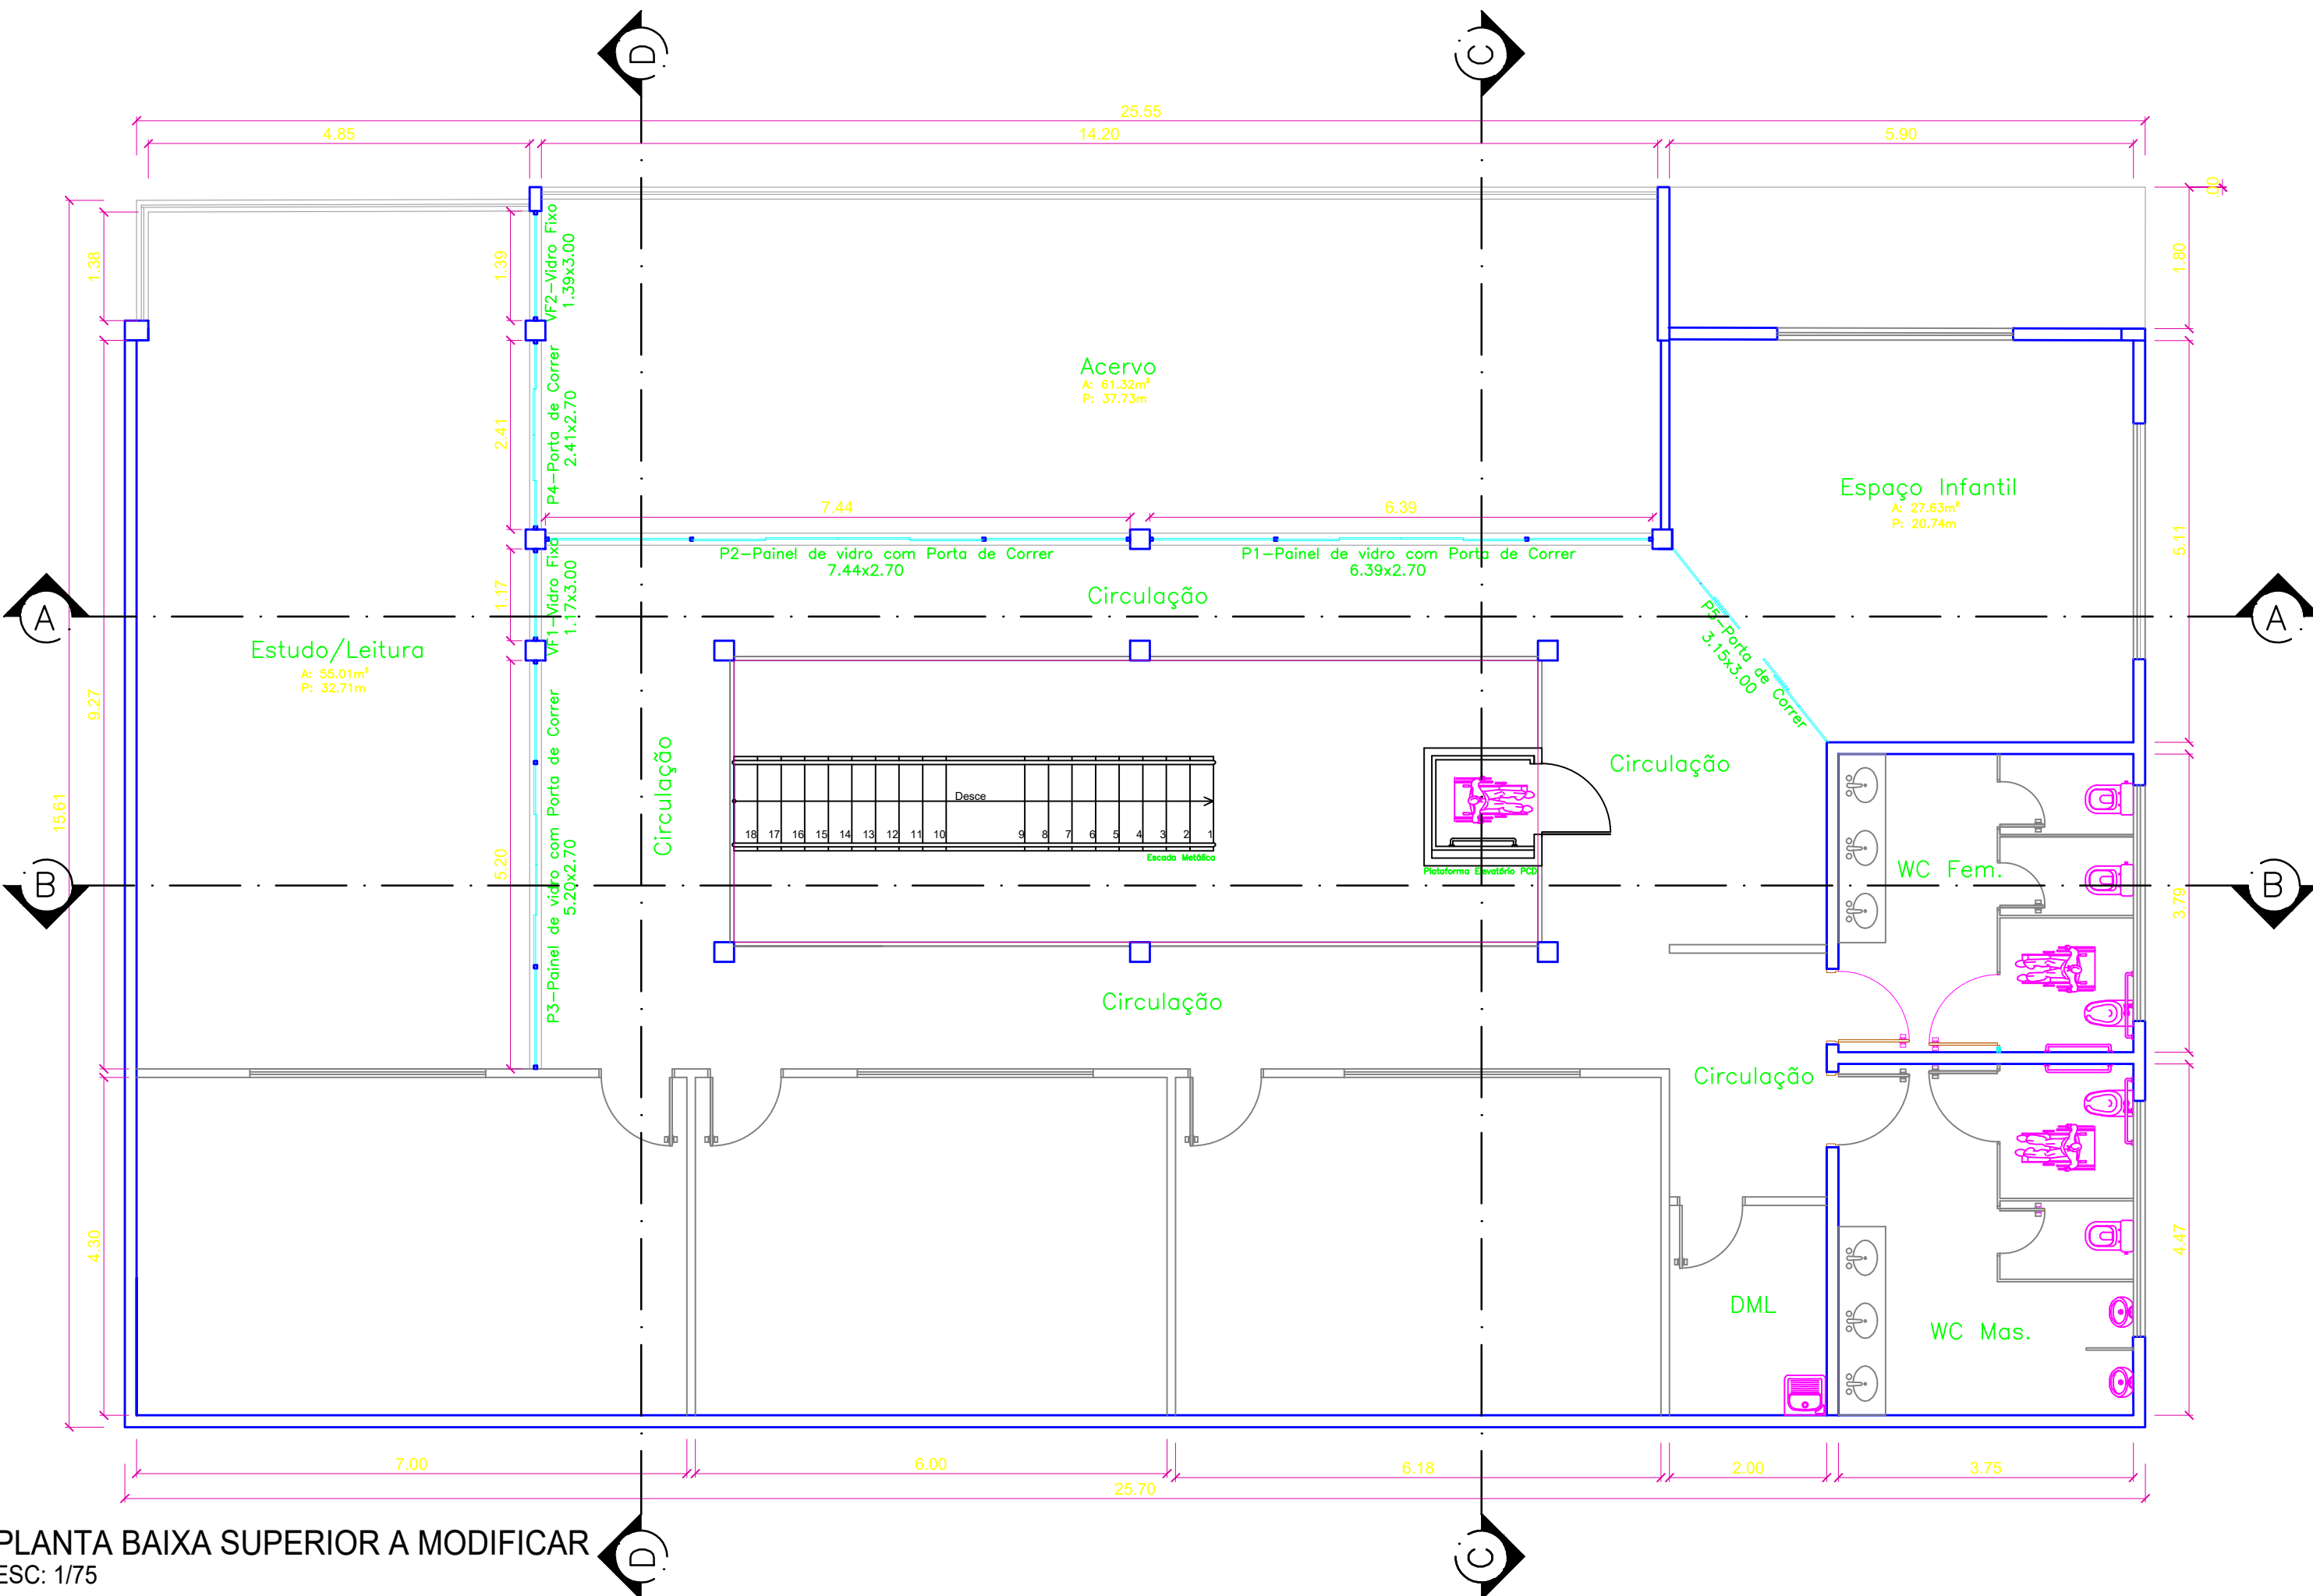 D
C
25.55
4.85
14.20
5.90
.00
1.38
1.39
VF2-Vidro Fixo
1.39x3.00
1.80
Acervo
A: 61.32m²
P: 37.73m
2.41
P4-Porta de Correr
2.41x2.70
Espaço Infantil
A: 27.63m²
P: 20.74m
5.11
7.44
6.39
P2-Painel de vidro com Porta de Correr
7.44x2.70
P1-Painel de vidro com Porta de Correr
6.39x2.70
1.17
VF1-Vidro Fixo
1.17x3.00
Circulação
A
A
P5-Porta de Correr
3.15x3.00
Estudo/Leitura
A: 55.01m²
P: 32.71m
9.27
15.61
5.20
P3-Painel de vidro com Porta de Correr
5.20x2.70
Circulação
Circulação
Desce
18 17 16 15 14 13 12 11 10 9 8 7 6 5 4 3 2 1
Escada Metálica
Plataforma Elevatório PCD
WC Fem.
B
B
3.79
Circulação
Circulação
4.30
4.47
DML
WC Mas.
7.00
6.00
6.18
2.00
3.75
25.70
PLANTA BAIXA SUPERIOR A MODIFICAR
ESC: 1/75
D
C